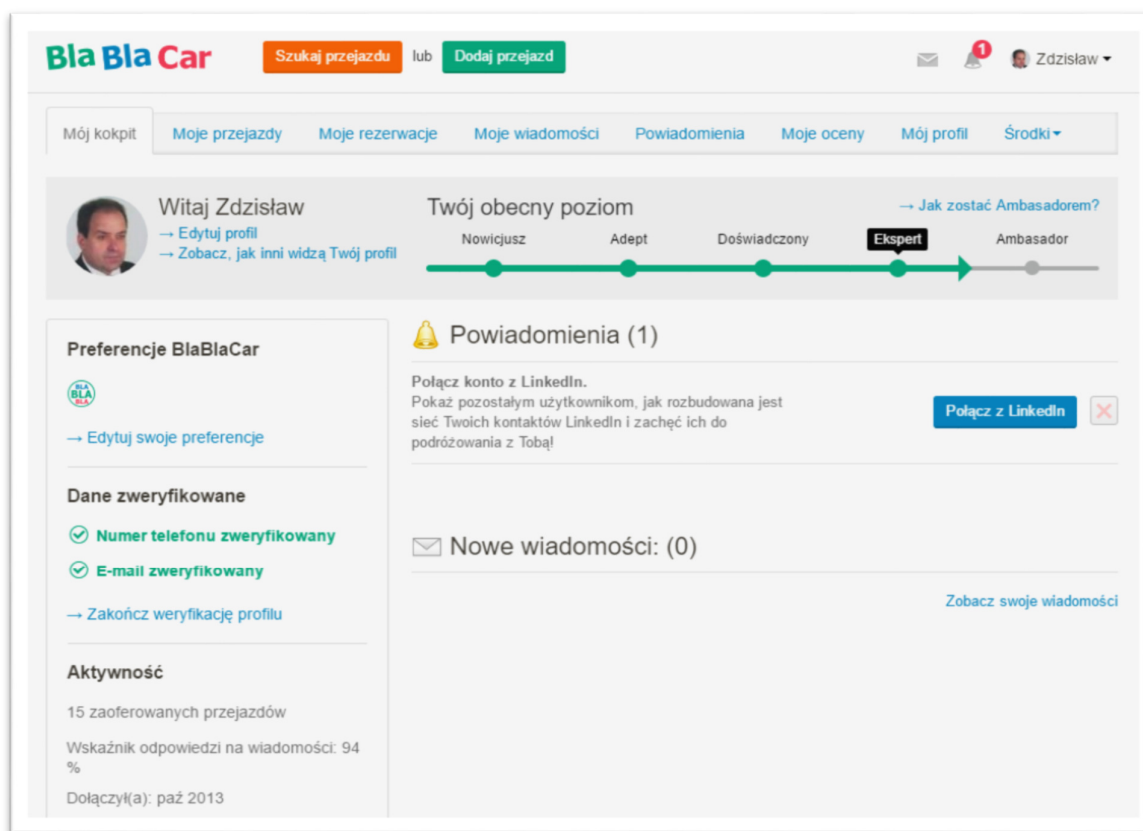 Bla Bla Car
Szukaj przejazdu lub Dodaj przejazd
1
Zdzisław
Mój kokpit Moje przejazdy Moje rezerwacje Moje wiadomości Powiadomienia Moje oceny Mój profil Środki
Witaj Zdzisław
→ Edytuj profil
→ Zobacz, jak inni widzą Twój profil
Twój obecny poziom
→ Jak zostać Ambasadorem?
Nowicjusz Adept Doświadczony Ekspert Ambasador
Preferencje BlaBlaCar
BLA
BLA
BLA
→ Edytuj swoje preferencje
Dane zweryfikowane
Numer telefonu zweryfikowany
E-mail zweryfikowany
→ Zakończ weryfikację profilu
Aktywność
15 zaoferowanych przejazdów
Wskaźnik odpowiedzi na wiadomości: 94
%
Dołączył(a): paź 2013
Powiadomienia (1)
Połącz konto z LinkedIn.
Pokaż pozostałym użytkownikom, jak rozbudowana jest
sieć Twoich kontaktów LinkedIn i zachęć ich do
podróżowania z Tobą!
Połącz z LinkedIn
Nowe wiadomości: (0)
Zobacz swoje wiadomości